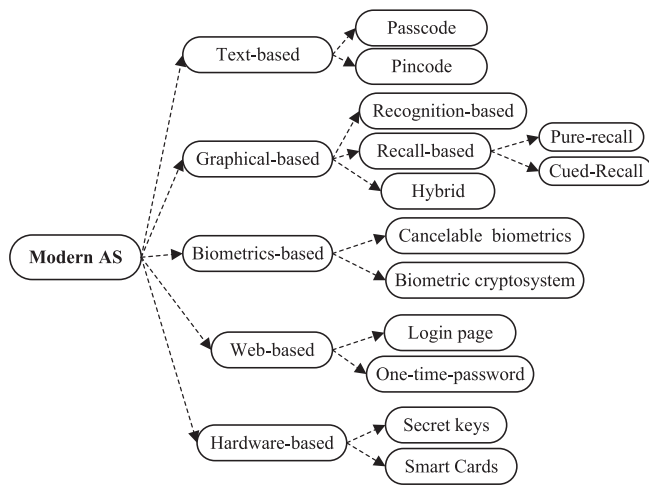 Passcode
Text-based
Pincode
Recognition-based
Pure-recall
Graphical-based
Recall-based
Cued-Recall
Hybrid
Modern AS
Biometrics-based
Cancelable biometrics
Biometric cryptosystem
Login page
Web-based
One-time-password
Secret keys
Hardware-based
Smart Cards